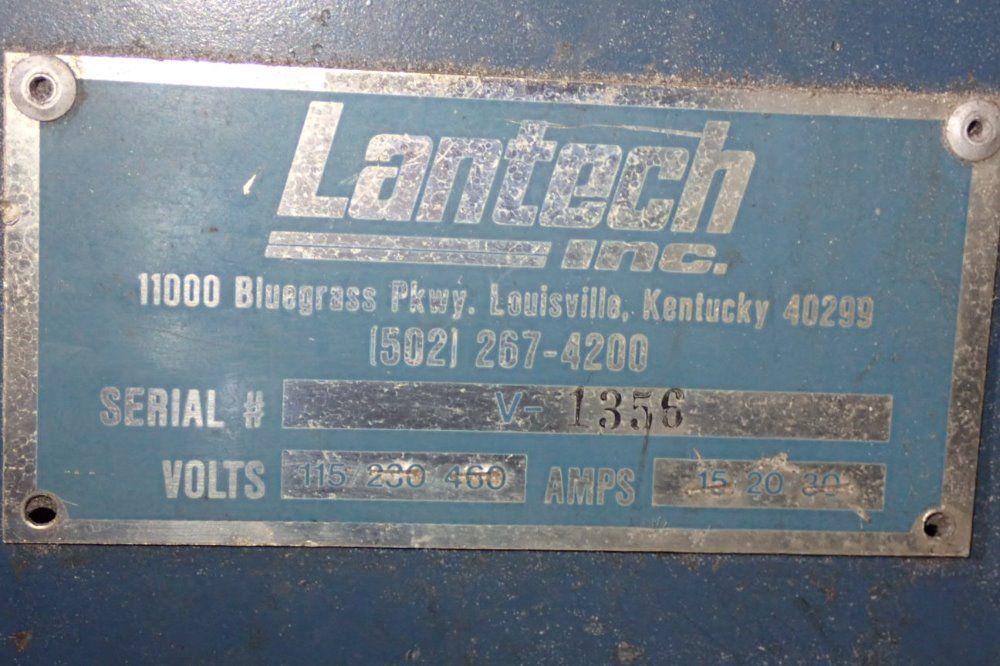 Lantech
inc.
11000 Bluegrass Pkwy. Louisville, Kentucky 40299
(502) 267-4200
SERIAL # V- 1356
VOLTS 115/230 460 AMPS 15 20 30